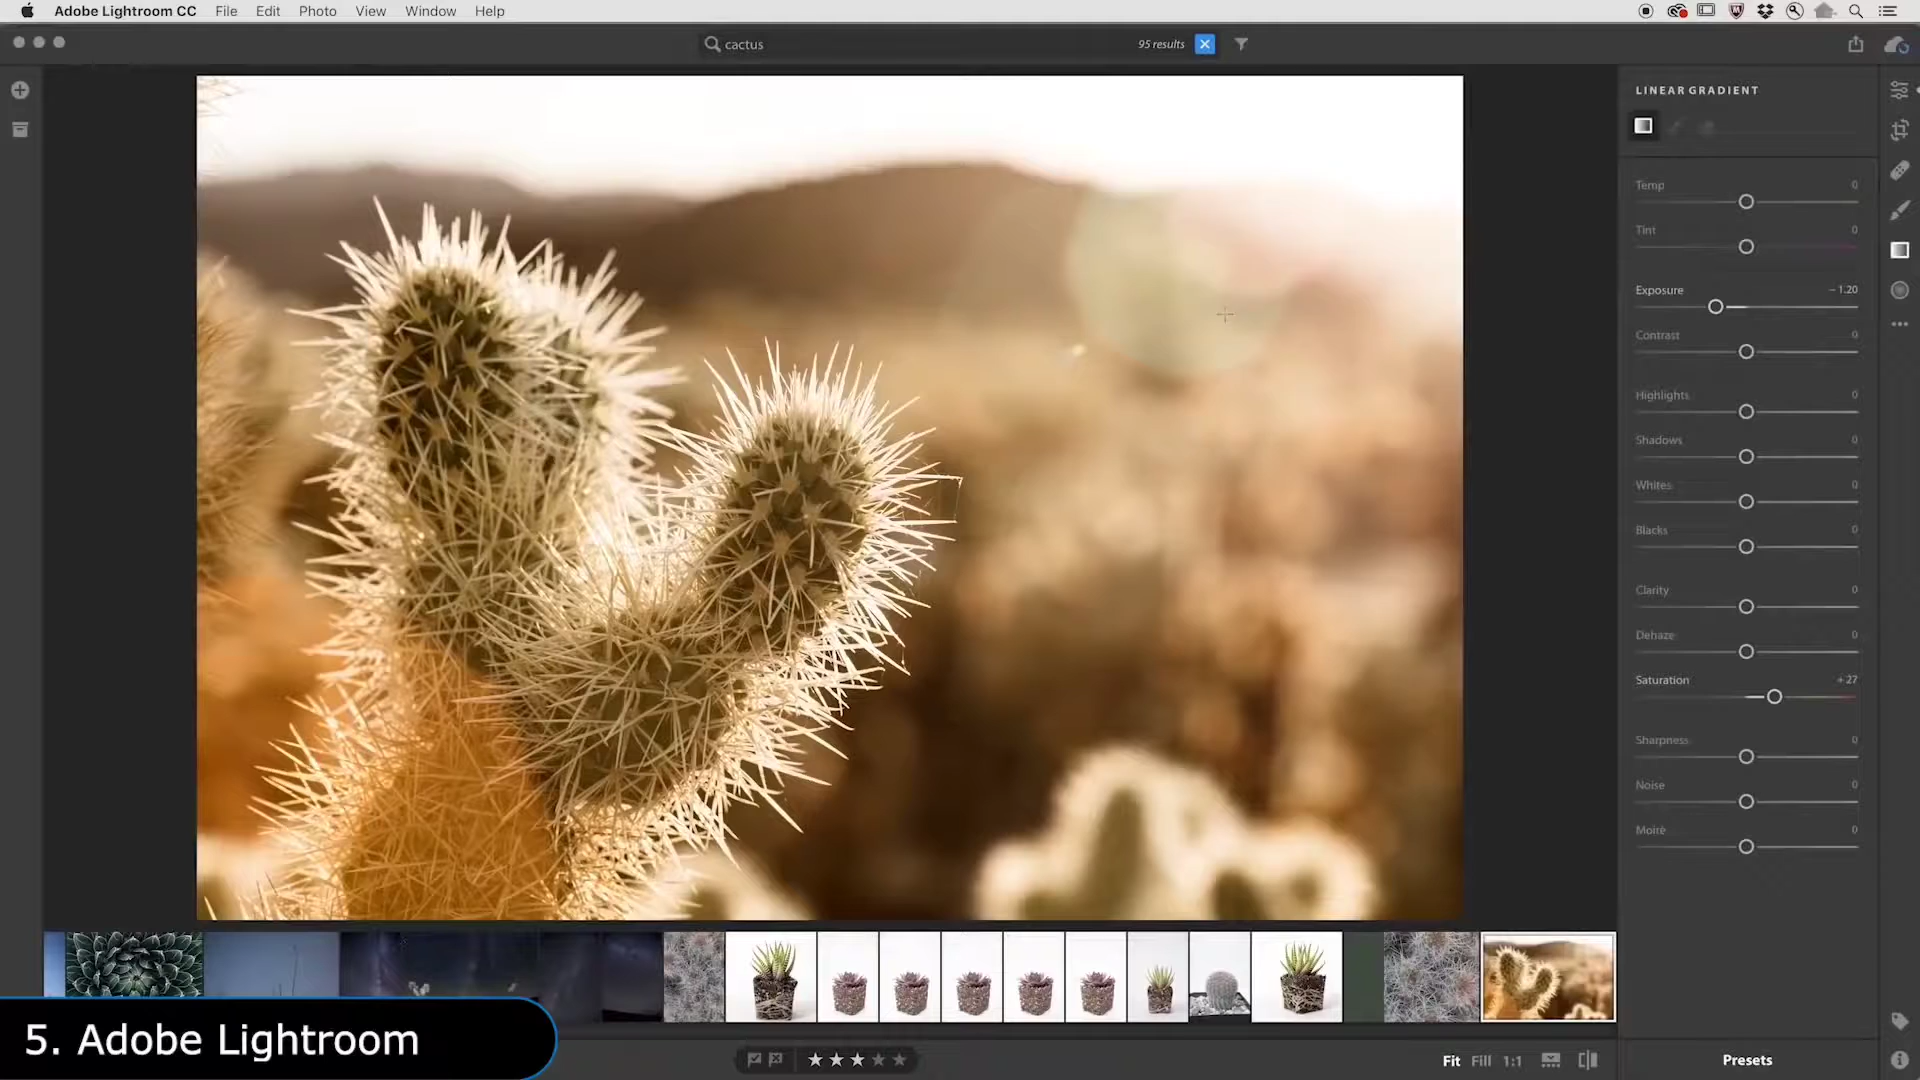 Adobe Lightroom CC File Edit Photo View Window Help
cactus 95 results
LINEAR GRADIENT
Temp 0
Tint 0
Exposure – 1.20
Contrast 0
Highlights 0
Shadows 0
Whites 0
Blacks 0
Clarity 0
Dehaze 0
Saturation + 27
Sharpness 0
Noise 0
Moiré 0
5. Adobe Lightroom
Fit Fill 1:1 Presets